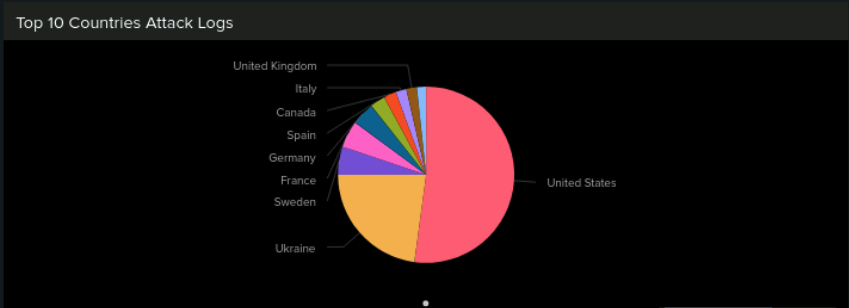 Top 10 Countries Attack Logs
United Kingdom
Italy
Canada
Spain
Germany
France
Sweden
Ukraine
United States